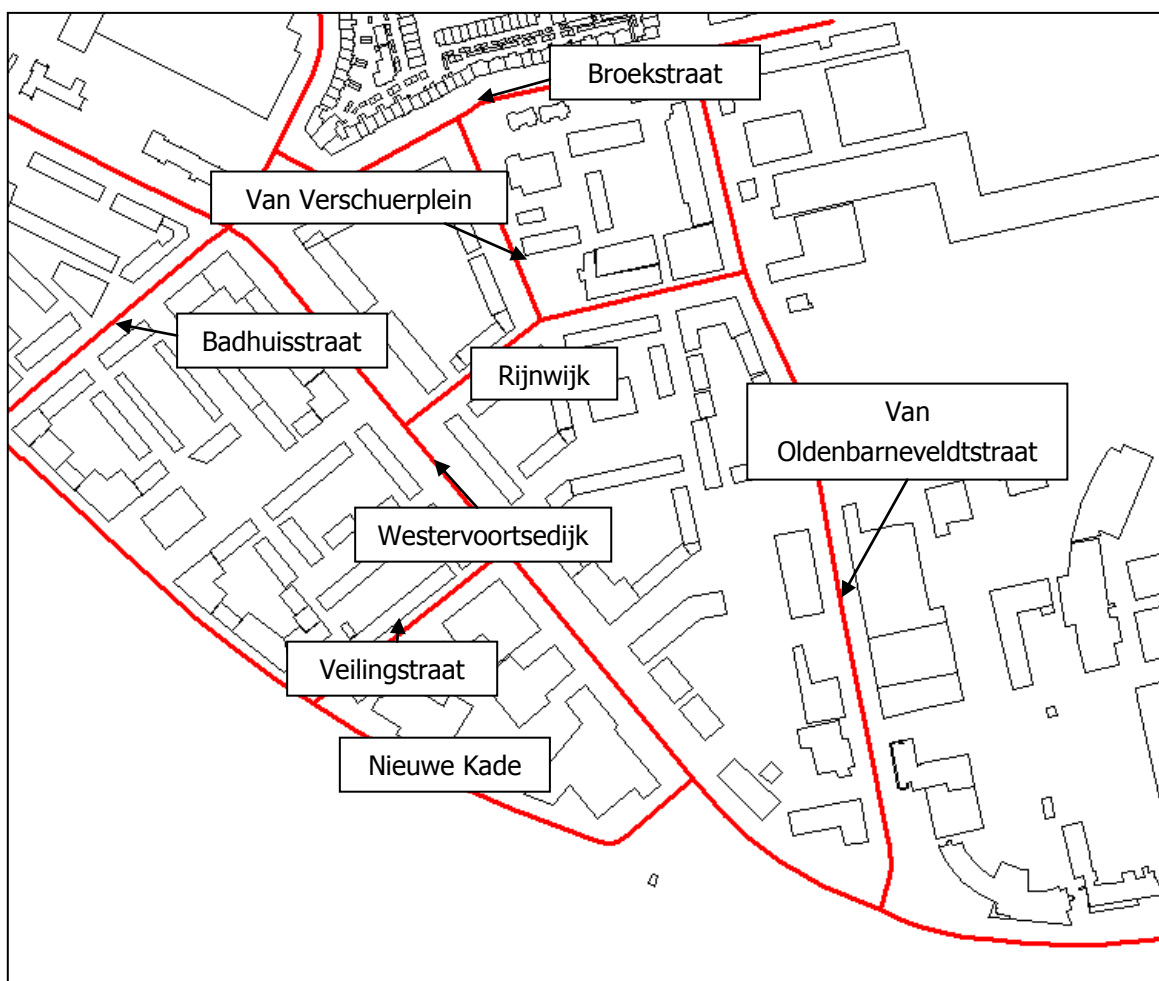 Broekstraat
Van Verschuerplein
Badhuisstraat
Rijnwijk
Van
Oldenbarneveldtstraat
Westervoortsedijk
Veilingstraat
Nieuwe Kade